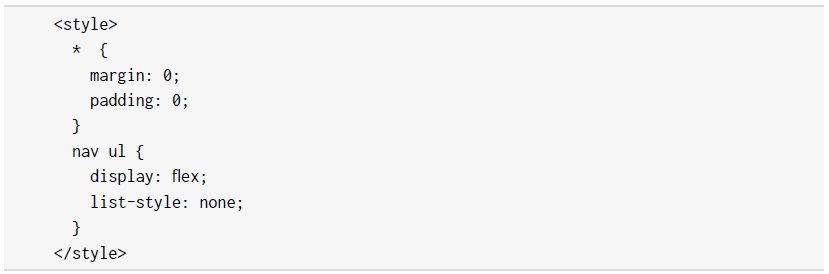 <style>
* {
margin: 0;
padding: 0;
}
nav ul {
display: flex;
list-style: none;
}
</style>